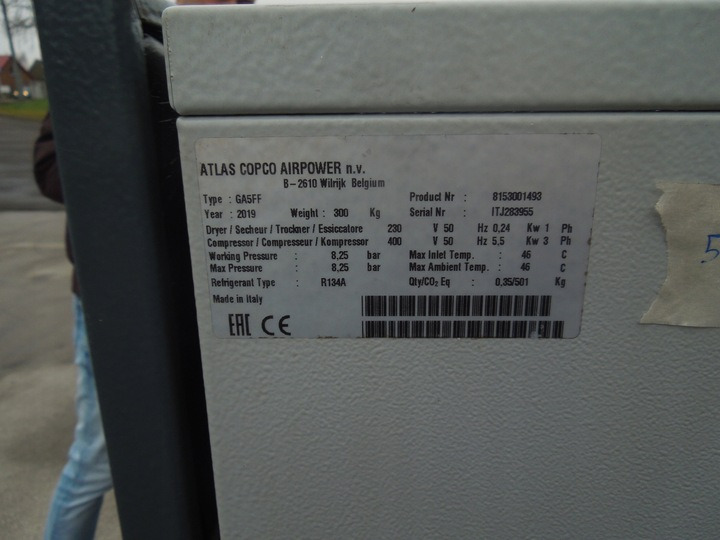 ATLAS COPCO AIRPOWER n.v.
B-2610 Wilrijk Belgium
Type : GA5FF Product Nr : 8153001493
Year : 2019 Weight : 300 Kg Serial Nr : ITJ283955
Dryer / Secheur / Trockner / Essiccatore 230 V 50 Hz 0,24 Kw 1 Ph
Compressor / Compresseur / Kompressor 400 V 50 Hz 5,5 Kw 3 Ph
Working Pressure : 8,25 bar Max Inlet Temp. : 46 C
Max Pressure : 8,25 bar Max Ambient Temp. : 46 C
Refrigerant Type : R134A Qty/CO₂ Eq : 0,35/501 Kg
Made in Italy
EAC CE
5